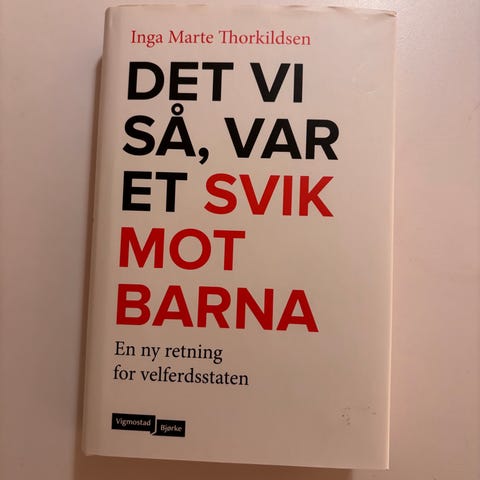 Inga Marte Thorkildsen
DET VI
SÅ, VAR
ET SVIK
MOT
BARNA
En ny retning
for velferdsstaten
Vigmostad Bjørke